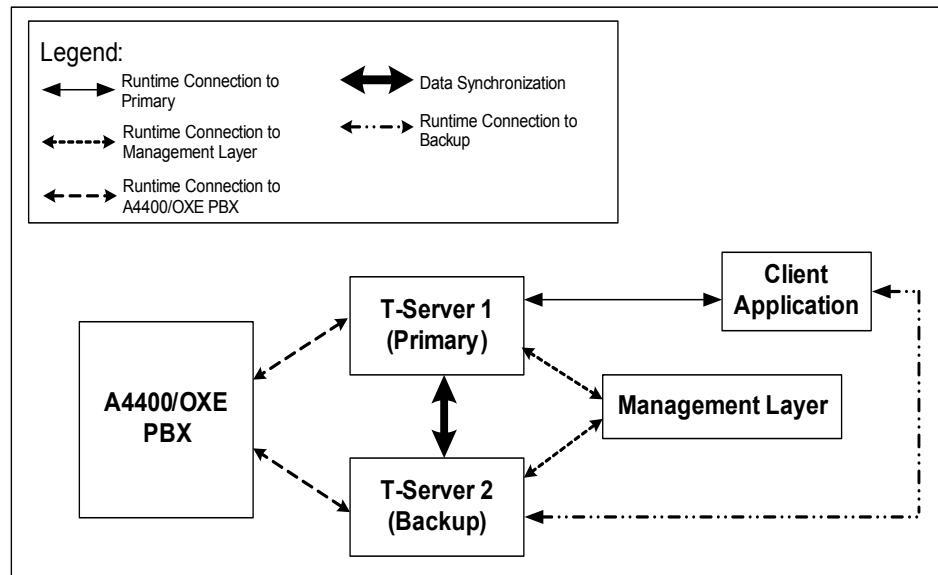 Legend:
Runtime Connection to
Primary
Data Synchronization
Runtime Connection to
Management Layer
Runtime Connection to
Backup
Runtime Connection to
A4400/OXE PBX
Client
Application
T-Server 1
(Primary)
A4400/OXE
PBX
Management Layer
T-Server 2
(Backup)